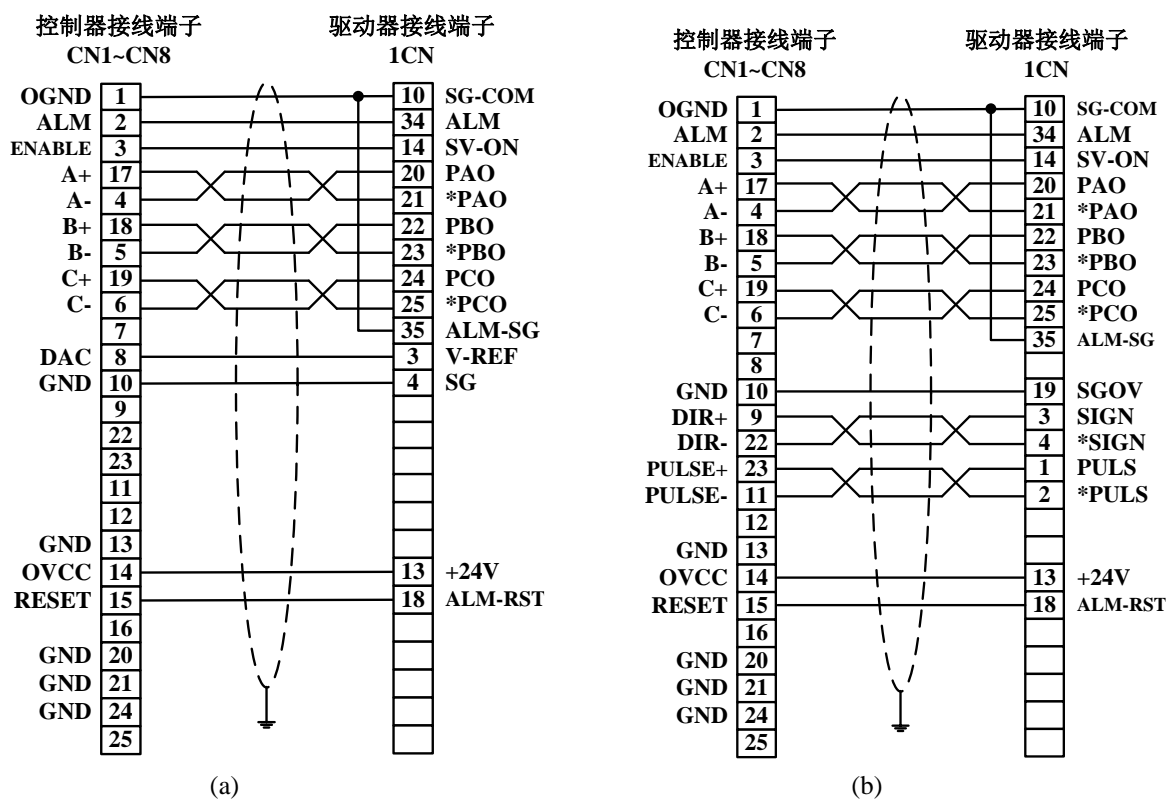 控制器接线端子 驱动器接线端子
CN1~CN8 1CN
OGND 1 10 SG-COM
ALM 2 34 ALM
ENABLE 3 14 SV-ON
A+ 17 20 PAO
A- 4 21 *PAO
B+ 18 22 PBO
B- 5 23 *PBO
C+ 19 24 PCO
C- 6 25 *PCO
7 35 ALM-SG
DAC 8 3 V-REF
GND 10 4 SG
9
22
23
11
12
GND 13
OVCC 14 13 +24V
RESET 15 18 ALM-RST
16
GND 20
GND 21
GND 24
25
(a)
控制器接线端子 驱动器接线端子
CN1~CN8 1CN
OGND 1 10 SG-COM
ALM 2 34 ALM
ENABLE 3 14 SV-ON
A+ 17 20 PAO
A- 4 21 *PAO
B+ 18 22 PBO
B- 5 23 *PBO
C+ 19 24 PCO
C- 6 25 *PCO
7 35 ALM-SG
8
GND 10 19 SGOV
DIR+ 9 3 SIGN
DIR- 22 4 *SIGN
PULSE+ 23 1 PULS
PULSE- 11 2 *PULS
12
GND 13
OVCC 14 13 +24V
RESET 15 18 ALM-RST
16
GND 20
GND 21
GND 24
25
(b)